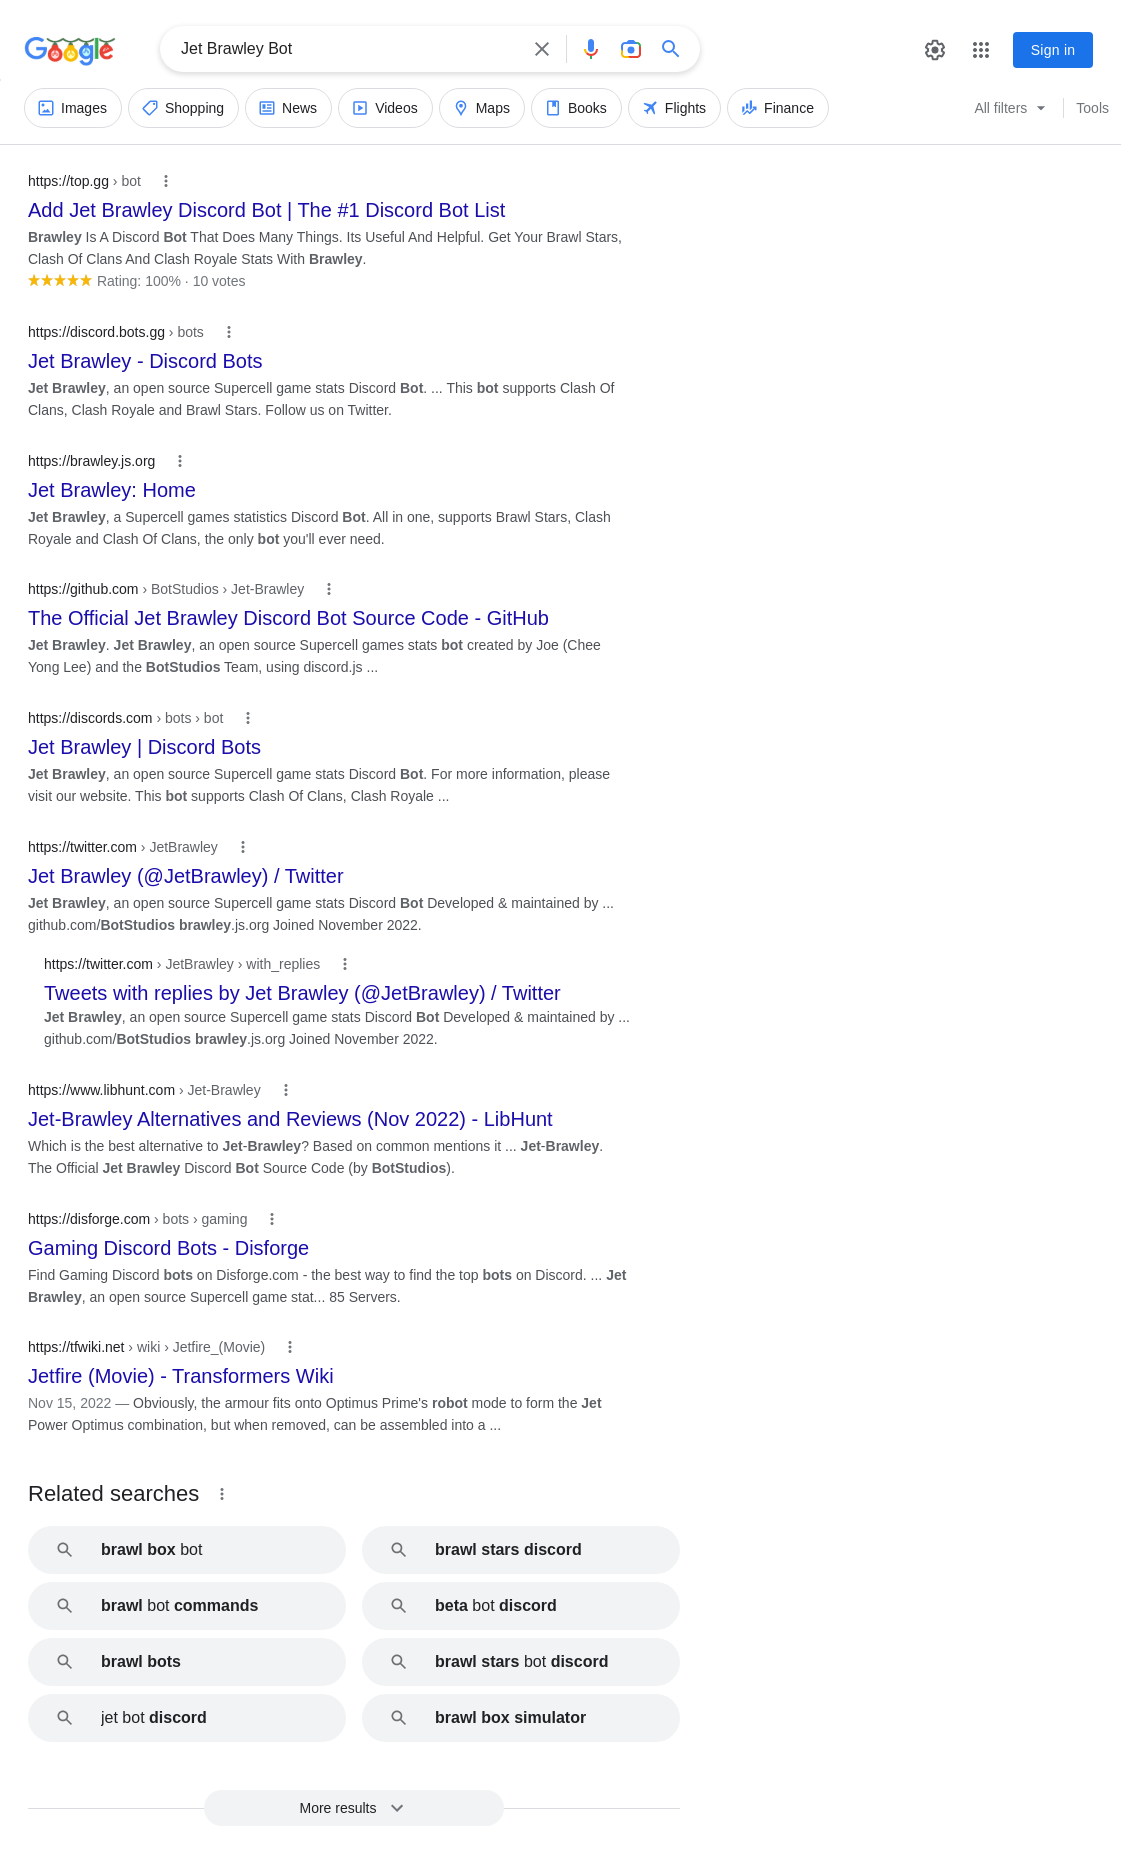 Google
Jet Brawley Bot
Sign in
Images
Shopping
News
Videos
Maps
Books
Flights
Finance
All filters
Tools
https://top.gg › bot
Add Jet Brawley Discord Bot | The #1 Discord Bot List
Brawley Is A Discord Bot That Does Many Things. Its Useful And Helpful. Get Your Brawl Stars,
Clash Of Clans And Clash Royale Stats With Brawley.
Rating: 100% · 10 votes
https://discord.bots.gg › bots
Jet Brawley - Discord Bots
Jet Brawley, an open source Supercell game stats Discord Bot. ... This bot supports Clash Of
Clans, Clash Royale and Brawl Stars. Follow us on Twitter.
https://brawley.js.org
Jet Brawley: Home
Jet Brawley, a Supercell games statistics Discord Bot. All in one, supports Brawl Stars, Clash
Royale and Clash Of Clans, the only bot you'll ever need.
https://github.com › BotStudios › Jet-Brawley
The Official Jet Brawley Discord Bot Source Code - GitHub
Jet Brawley. Jet Brawley, an open source Supercell games stats bot created by Joe (Chee
Yong Lee) and the BotStudios Team, using discord.js ...
https://discords.com › bots › bot
Jet Brawley | Discord Bots
Jet Brawley, an open source Supercell game stats Discord Bot. For more information, please
visit our website. This bot supports Clash Of Clans, Clash Royale ...
https://twitter.com › JetBrawley
Jet Brawley (@JetBrawley) / Twitter
Jet Brawley, an open source Supercell game stats Discord Bot Developed & maintained by ...
github.com/BotStudios brawley.js.org Joined November 2022.
https://twitter.com › JetBrawley › with_replies
Tweets with replies by Jet Brawley (@JetBrawley) / Twitter
Jet Brawley, an open source Supercell game stats Discord Bot Developed & maintained by ...
github.com/BotStudios brawley.js.org Joined November 2022.
https://www.libhunt.com › Jet-Brawley
Jet-Brawley Alternatives and Reviews (Nov 2022) - LibHunt
Which is the best alternative to Jet-Brawley? Based on common mentions it ... Jet-Brawley.
The Official Jet Brawley Discord Bot Source Code (by BotStudios).
https://disforge.com › bots › gaming
Gaming Discord Bots - Disforge
Find Gaming Discord bots on Disforge.com - the best way to find the top bots on Discord. ... Jet
Brawley, an open source Supercell game stat... 85 Servers.
https://tfwiki.net › wiki › Jetfire_(Movie)
Jetfire (Movie) - Transformers Wiki
Nov 15, 2022 — Obviously, the armour fits onto Optimus Prime's robot mode to form the Jet
Power Optimus combination, but when removed, can be assembled into a ...
Related searches
brawl box bot
brawl stars discord
brawl bot commands
beta bot discord
brawl bots
brawl stars bot discord
jet bot discord
brawl box simulator
More results